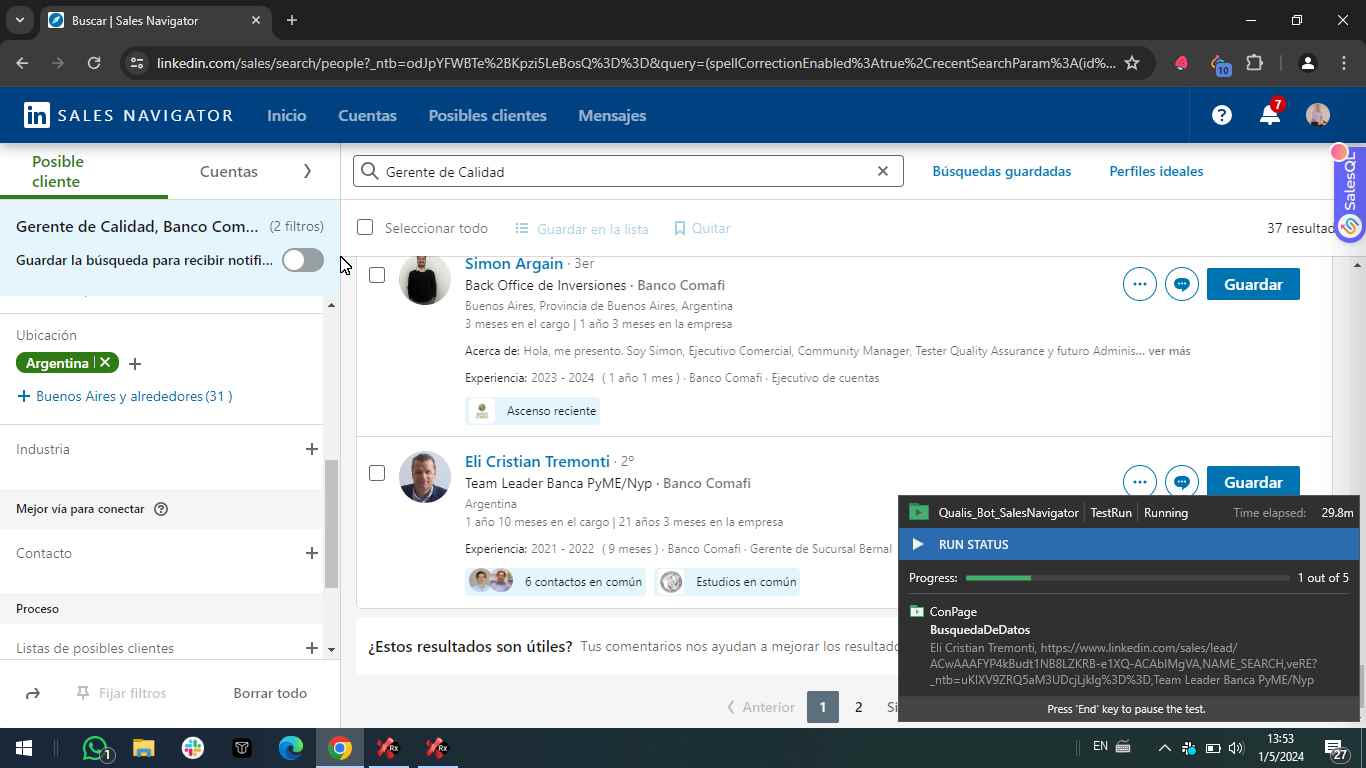 Buscar | Sales Navigator
linkedin.com/sales/search/people?_ntb=odJpYFWBTe%2BKpzi5LeBosQ%3D%3D&query=(spellCorrectionEnabled%3Atrue%2CrecentSearchParam%3A(id%...
10
in SALES NAVIGATOR
Inicio
Cuentas
Posibles clientes
Mensajes
7
Posible
cliente
Cuentas
Gerente de Calidad
Búsquedas guardadas
Perfiles ideales
SalesQL
Gerente de Calidad, Banco Com... (2 filtros)
Guardar la búsqueda para recibir notifi...
Seleccionar todo
Guardar en la lista
Quitar
37 resultad
Ubicación
Argentina
+ Buenos Aires y alrededores (31 )
Industria
Mejor vía para conectar
Contacto
Proceso
Listas de posibles clientes
Fijar filtros
Borrar todo
Simon Argain · 3er
Back Office de Inversiones · Banco Comafi
Buenos Aires, Provincia de Buenos Aires, Argentina
3 meses en el cargo | 1 año 3 meses en la empresa
Acerca de: Hola, me presento. Soy Simon, Ejecutivo Comercial, Community Manager, Tester Quality Assurance y futuro Adminis... ver más
Experiencia: 2023 - 2024 ( 1 año 1 mes ) · Banco Comafi · Ejecutivo de cuentas
Ascenso reciente
Guardar
Eli Cristian Tremonti · 2º
Team Leader Banca PyME/Nyp · Banco Comafi
Argentina
1 año 10 meses en el cargo | 21 años 3 meses en la empresa
Experiencia: 2021 - 2022 ( 9 meses ) · Banco Comafi · Gerente de Sucursal Bernal
6 contactos en común
Estudios en común
Guardar
¿Estos resultados son útiles? Tus comentarios nos ayudan a mejorar los resultado
Anterior
1
2
Si
Qualis_Bot_SalesNavigator | TestRun | Running
Time elapsed: 29.8m
RUN STATUS
Progress:
1 out of 5
ConPage
BusquedaDeDatos
Eli Cristian Tremonti, https://www.linkedin.com/sales/lead/
ACwAAAFYP4kBudt1NB8LZKRB-e1XQ-ACAbIMgVA,NAME_SEARCH,veRE?
_ntb=uKIXV9ZRQ5aM3UDcjLjkIg%3D%3D,Team Leader Banca PyME/Nyp
Press 'End' key to pause the test.
1
Rx
Rx
EN
13:53
1/5/2024
27